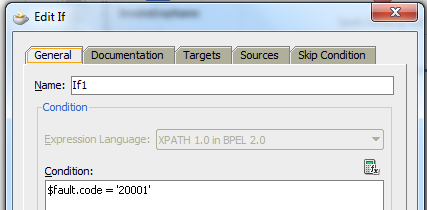 Edit If
General Documentation Targets Sources Skip Condition
Name: If1
Condition
Expression Language: XPATH 1.0 in BPEL 2.0
Condition:
$fault.code = '20001'